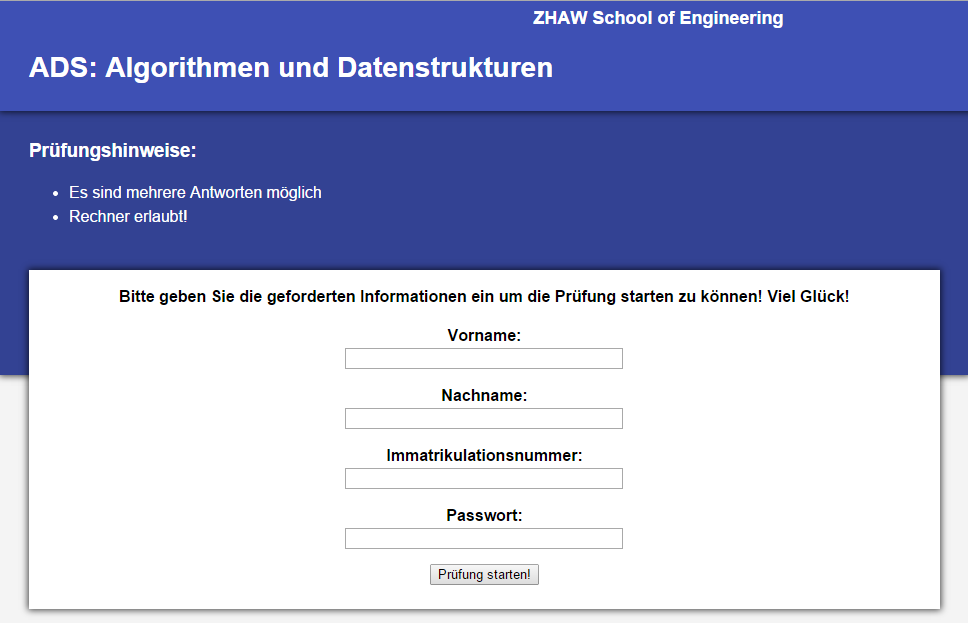 ZHAW School of Engineering
ADS: Algorithmen und Datenstrukturen
Prüfungshinweise:
• Es sind mehrere Antworten möglich
• Rechner erlaubt!
Bitte geben Sie die geforderten Informationen ein um die Prüfung starten zu können! Viel Glück!
Vorname:
Nachname:
Immatrikulationsnummer:
Passwort:
Prüfung starten!